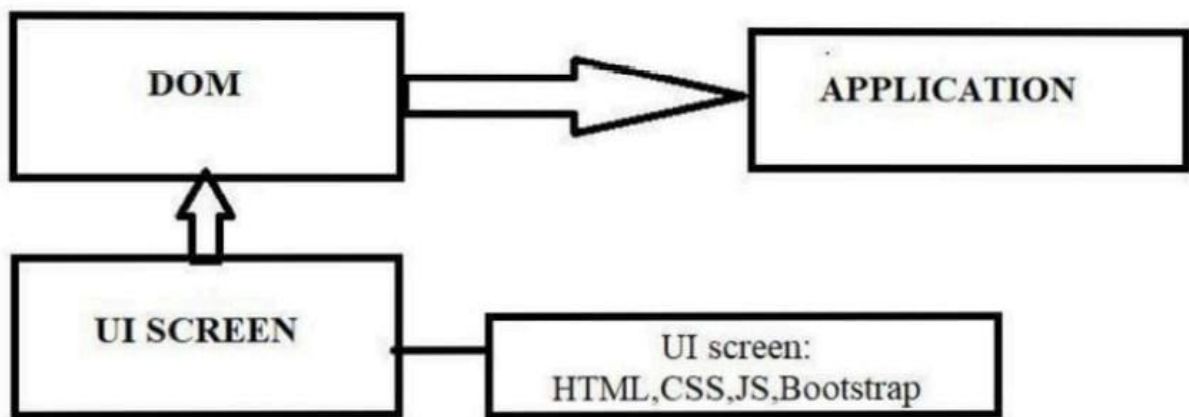 DOM
APPLICATION
UI SCREEN
UI screen:
HTML,CSS,JS,Bootstrap